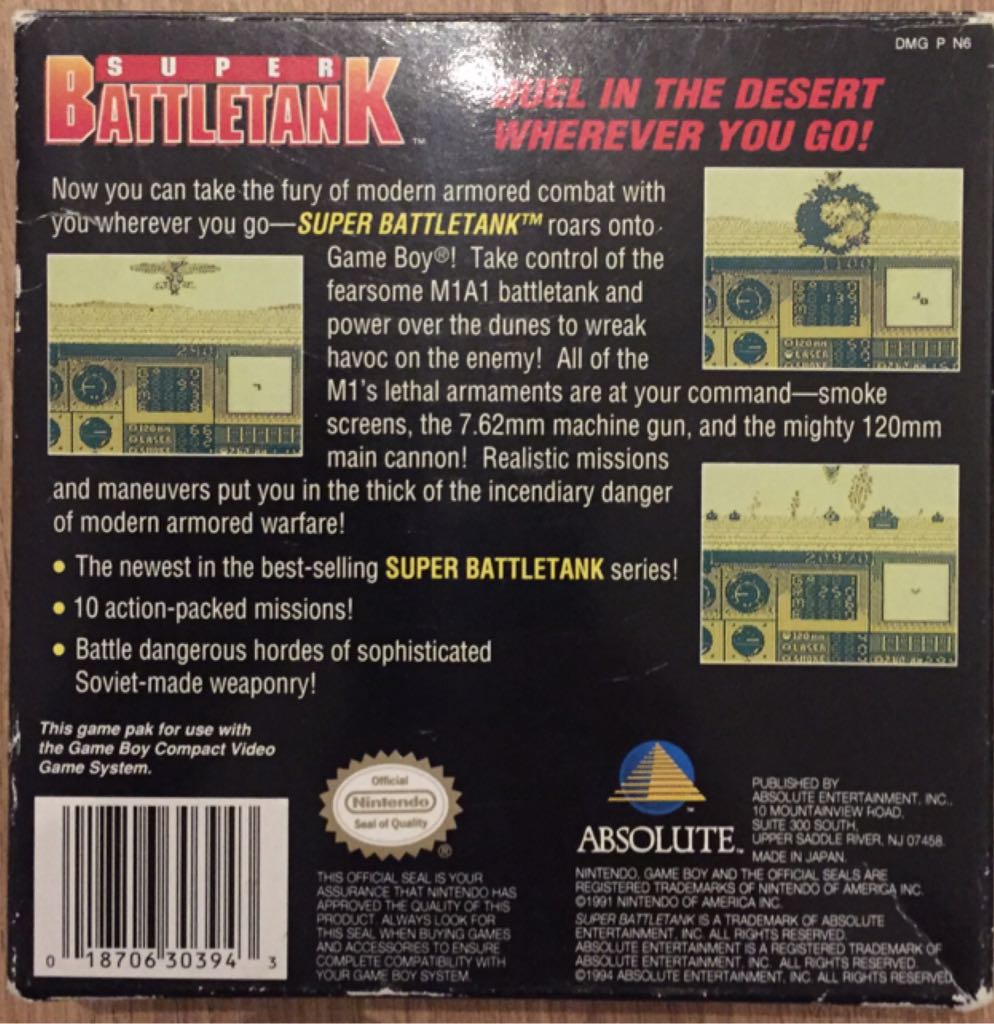 DMG P N6
SUPER
BATTLETANK™
DUEL IN THE DESERT
WHEREVER YOU GO!
Now you can take the fury of modern armored combat with
you wherever you go—SUPER BATTLETANK™ roars onto
Game Boy®! Take control of the
fearsome M1A1 battletank and
power over the dunes to wreak
havoc on the enemy! All of the
M1's lethal armaments are at your command—smoke
screens, the 7.62mm machine gun, and the mighty 120mm
main cannon! Realistic missions
and maneuvers put you in the thick of the incendiary danger
of modern armored warfare!
• The newest in the best-selling SUPER BATTLETANK series!
• 10 action-packed missions!
• Battle dangerous hordes of sophisticated
Soviet-made weaponry!
This game pak for use with
the Game Boy Compact Video
Game System.
0 18706 30394 3
Official
Nintendo
Seal of Quality
®
THIS OFFICIAL SEAL IS YOUR
ASSURANCE THAT NINTENDO HAS
APPROVED THE QUALITY OF THIS
PRODUCT. ALWAYS LOOK FOR
THIS SEAL WHEN BUYING GAMES
AND ACCESSORIES TO ENSURE
COMPLETE COMPATIBILITY WITH
YOUR GAME BOY SYSTEM.
ABSOLUTE™
PUBLISHED BY
ABSOLUTE ENTERTAINMENT, INC.,
10 MOUNTAINVIEW ROAD,
SUITE 300 SOUTH,
UPPER SADDLE RIVER, NJ 07458.
MADE IN JAPAN.
NINTENDO, GAME BOY AND THE OFFICIAL SEALS ARE
REGISTERED TRADEMARKS OF NINTENDO OF AMERICA INC.
©1991 NINTENDO OF AMERICA INC.
SUPER BATTLETANK IS A TRADEMARK OF ABSOLUTE
ENTERTAINMENT, INC. ALL RIGHTS RESERVED.
ABSOLUTE ENTERTAINMENT IS A REGISTERED TRADEMARK OF
ABSOLUTE ENTERTAINMENT, INC. ALL RIGHTS RESERVED.
©1994 ABSOLUTE ENTERTAINMENT, INC. ALL RIGHTS RESERVED.